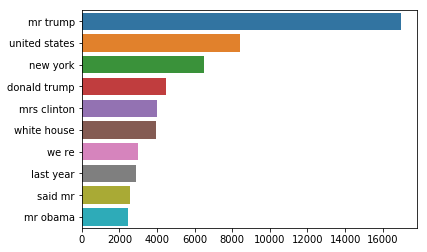 mr trump
united states
new york
donald trump
mrs clinton
white house
we re
last year
said mr
mr obama
0 2000 4000 6000 8000 10000 12000 14000 16000